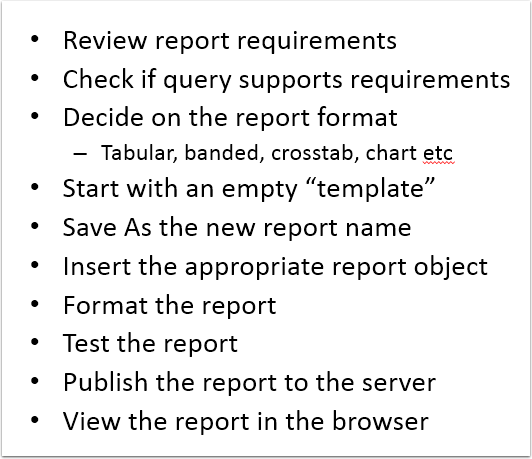 • Review report requirements
• Check if query supports requirements
• Decide on the report format
– Tabular, banded, crosstab, chart etc
• Start with an empty “template”
• Save As the new report name
• Insert the appropriate report object
• Format the report
• Test the report
• Publish the report to the server
• View the report in the browser